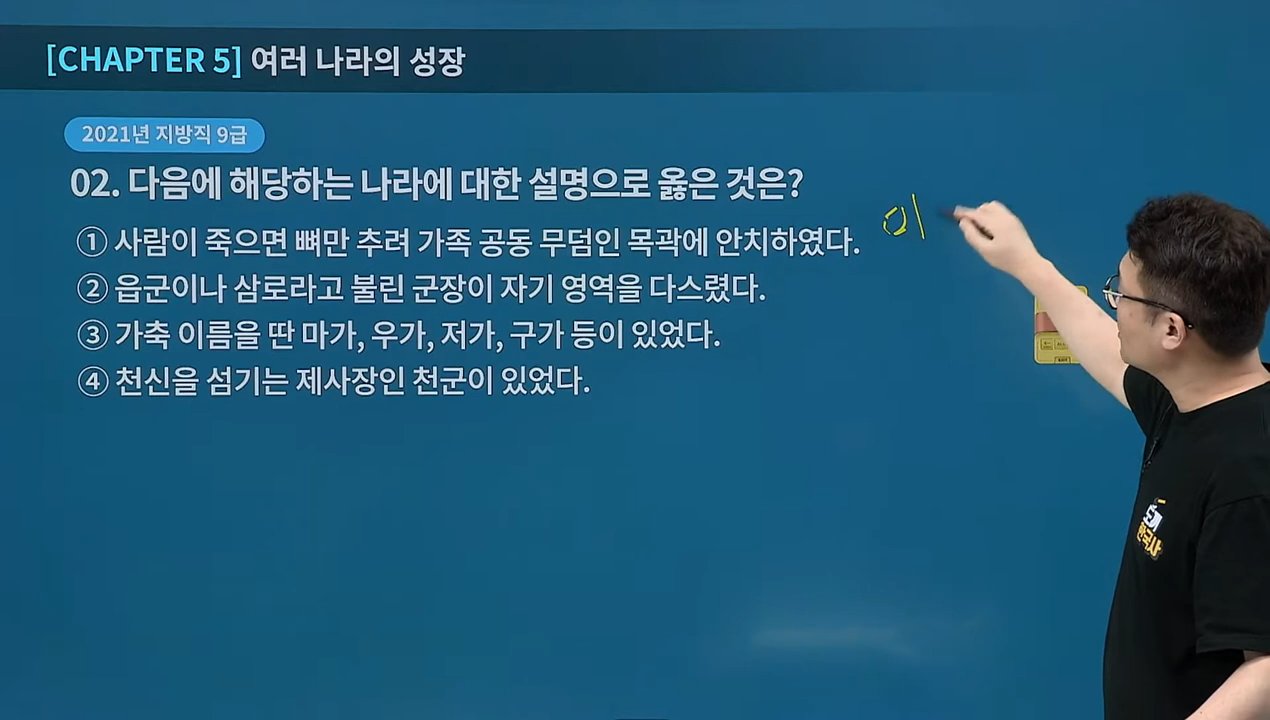 [CHAPTER 5] 여러 나라의 성장
2021년 지방직 9급
02. 다음에 해당하는 나라에 대한 설명으로 옳은 것은?
① 사람이 죽으면 뼈만 추려 가족 공동 무덤인 목곽에 안치하였다.
이
② 읍군이나 삼로라고 불린 군장이 자기 영역을 다스렸다.
③ 가축 이름을 딴 마가, 우가, 저가, 구가 등이 있었다.
④ 천신을 섬기는 제사장인 천군이 있었다.
한국사